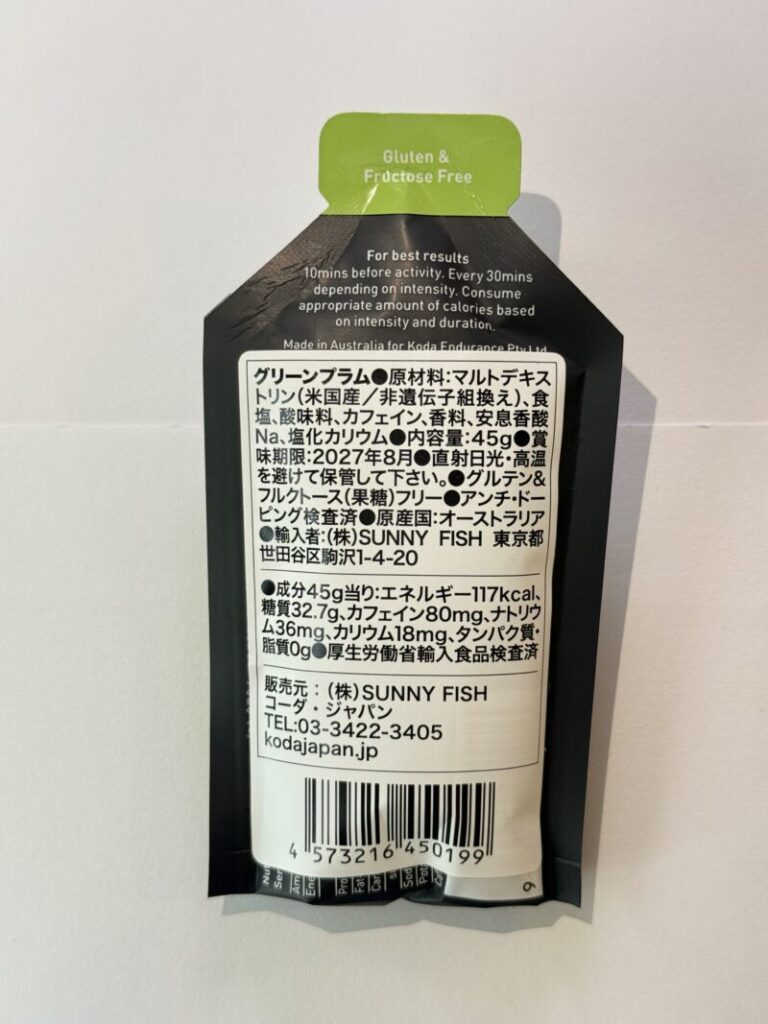 Gluten &
Fructose Free
For best results
10mins before activity. Every 30mins
depending on intensity. Consume
appropriate amount of calories based
on intensity and duration.
Made in Australia for Koda Endurance Pty Ltd
グリーンプラム●原材料:マルトデキス
トリン(米国産/非遺伝子組換え)、食
塩、酸味料、カフェイン、香料、安息香酸
Na、塩化カリウム●内容量:45g●賞
味期限:2027年8月●直射日光・高温
を避けて保管して下さい。●グルテン&
フルクトース(果糖)フリー●アンチ・ドー
ピング検査済●原産国:オーストラリア
●輸入者:(株)SUNNY FISH 東京都
世田谷区駒沢1-4-20
●成分45g当り:エネルギー117kcal、
糖質32.7g、カフェイン80mg、ナトリウ
ム36mg、カリウム18mg、タンパク質・
脂質0g●厚生労働省輸入食品検査済
販売元:(株)SUNNY FISH
コーダ・ジャパン
TEL:03-3422-3405
kodajapan.jp
4 573216 450199